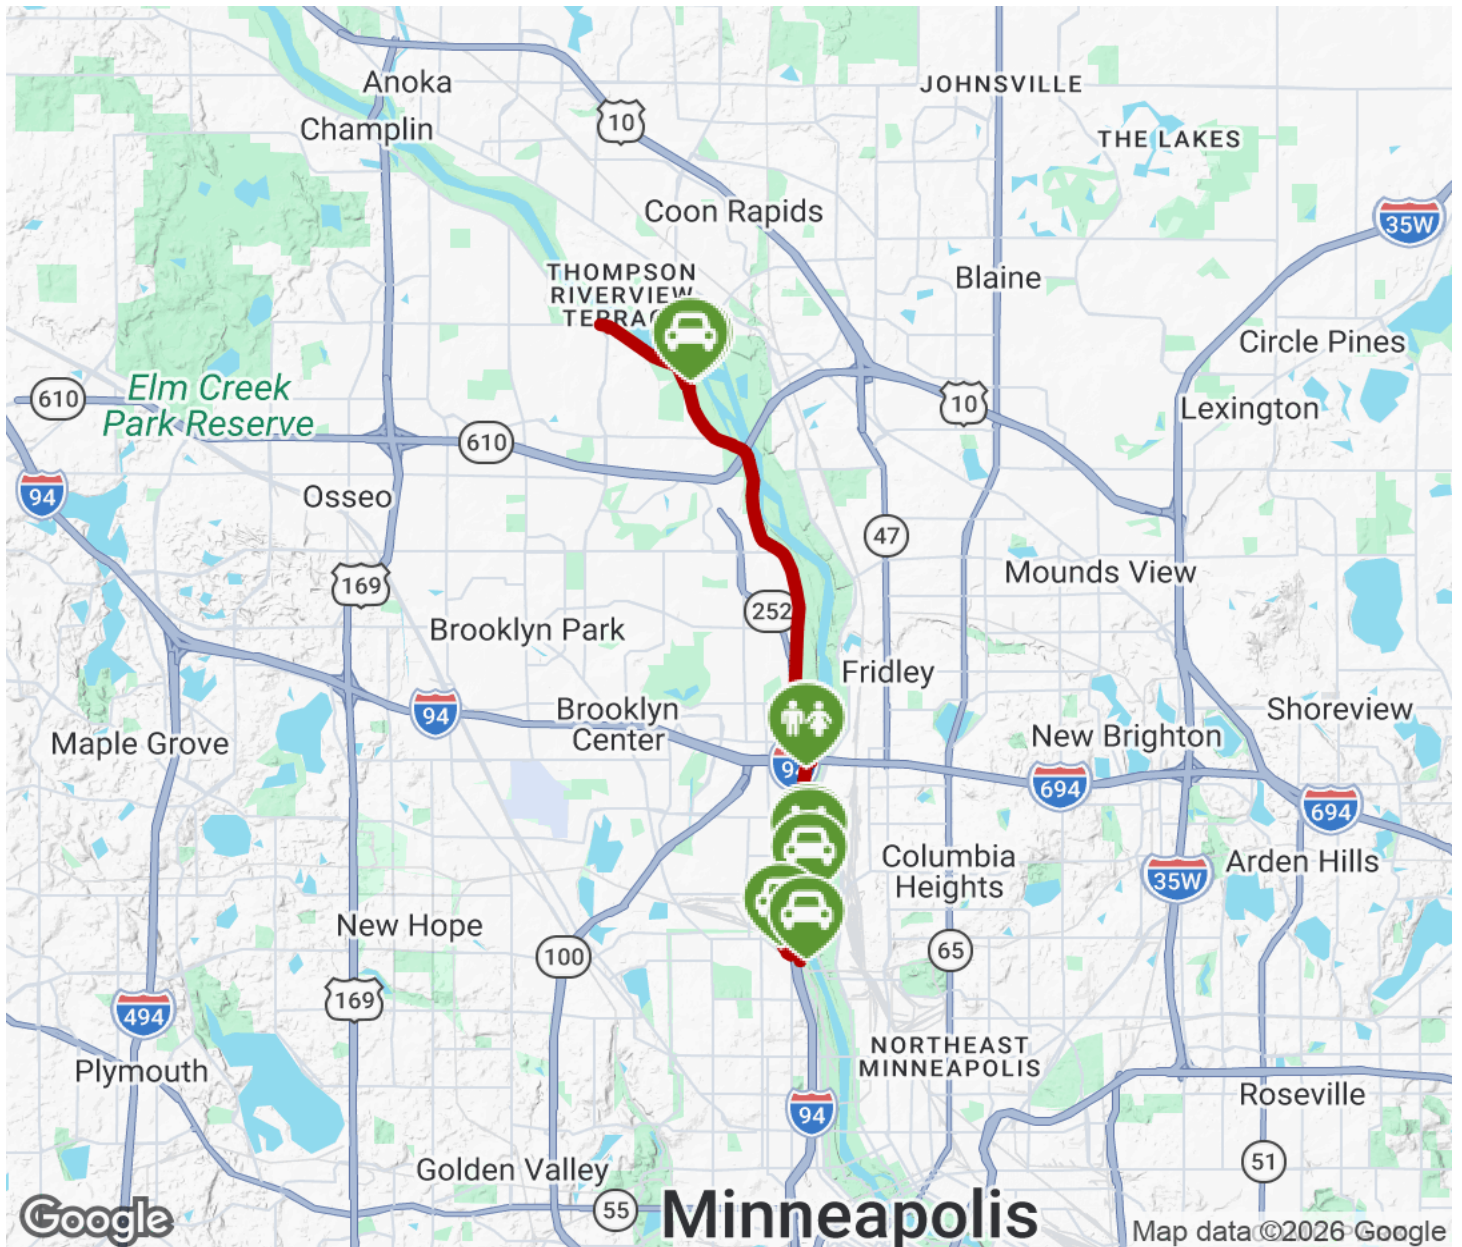 Anoka
JOHNSVILLE
Champlin
10
THE LAKES
Coon Rapids
35W
THOMPSON
RIVERVIEW
Blaine
Circle Pines
Elm Creek
Park Reserve
610
10
Lexington
610
94
Osseo
47
169
Mounds View
252
Brooklyn Park
Fridley
94
Brooklyn
Center
Shoreview
Maple Grove
New Brighton
694
694
Columbia
Heights
Arden Hills
35W
New Hope
65
100
169
494
NORTHEAST
MINNEAPOLIS
Plymouth
Roseville
94
Golden Valley
51
55
Minneapolis
Google
Map data ©2026 Google